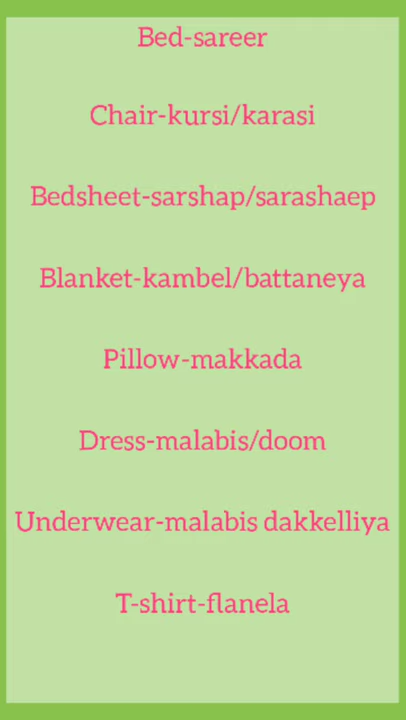 Bed-sareer
Chair-kursi/karasi
Bedsheet-sarshap/sarashaep
Blanket-kambel/battaneya
Pillow-makkada
Dress-malabis/doom
Underwear-malabis dakkelliya
T-shirt-flanela